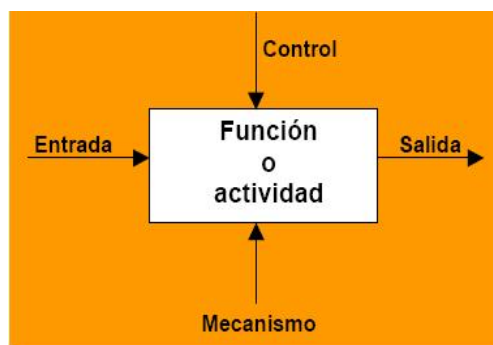 Control
Función
o
actividad
Entrada
Salida
Mecanismo